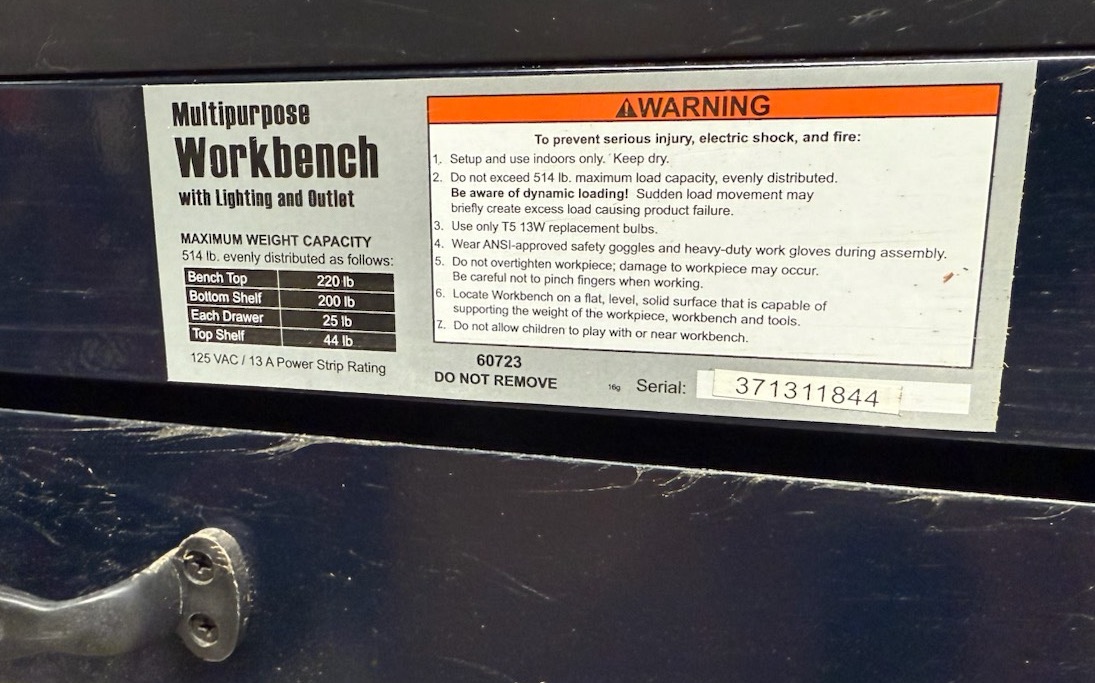 Multipurpose
Workbench
with Lighting and Outlet
MAXIMUM WEIGHT CAPACITY
514 lb. evenly distributed as follows:
Bench Top 220 lb
Bottom Shelf 200 lb
Each Drawer 25 lb
Top Shelf 44 lb
125 VAC / 13 A Power Strip Rating
⚠WARNING
To prevent serious injury, electric shock, and fire:
1. Setup and use indoors only. Keep dry.
2. Do not exceed 514 lb. maximum load capacity, evenly distributed.
Be aware of dynamic loading! Sudden load movement may
briefly create excess load causing product failure.
3. Use only T5 13W replacement bulbs.
4. Wear ANSI-approved safety goggles and heavy-duty work gloves during assembly.
5. Do not overtighten workpiece; damage to workpiece may occur.
Be careful not to pinch fingers when working.
6. Locate Workbench on a flat, level, solid surface that is capable of
supporting the weight of the workpiece, workbench and tools.
7. Do not allow children to play with or near workbench.
60723
DO NOT REMOVE
16g Serial: 371311844